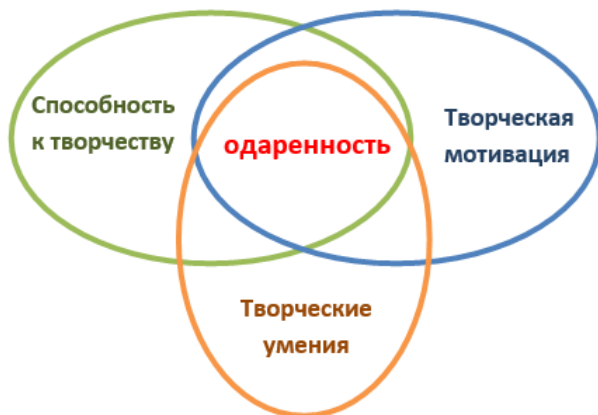 Способность
к творчеству
одаренность
Творческая
мотивация
Творческие
умения